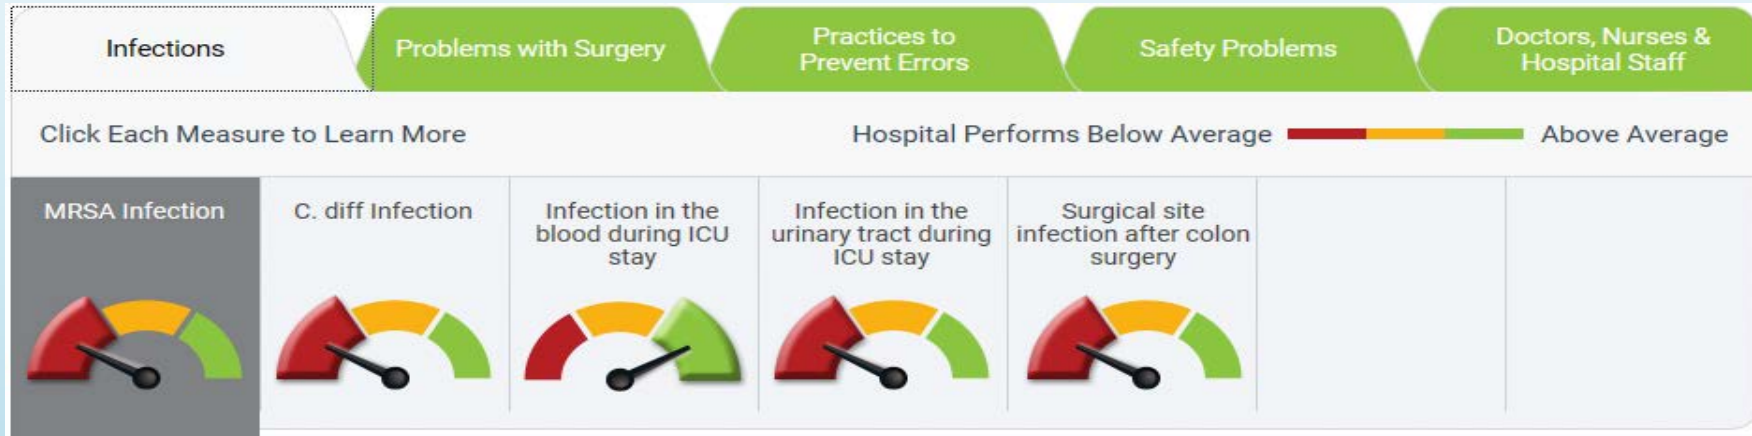 Infections
Problems with Surgery
Practices to
Prevent Errors
Safety Problems
Doctors, Nurses &
Hospital Staff
Click Each Measure to Learn More
Hospital Performs Below Average
Above Average
MRSA Infection
C. diff Infection
Infection in the
blood during ICU
stay
Infection in the
urinary tract during
ICU stay
Surgical site
infection after colon
surgery